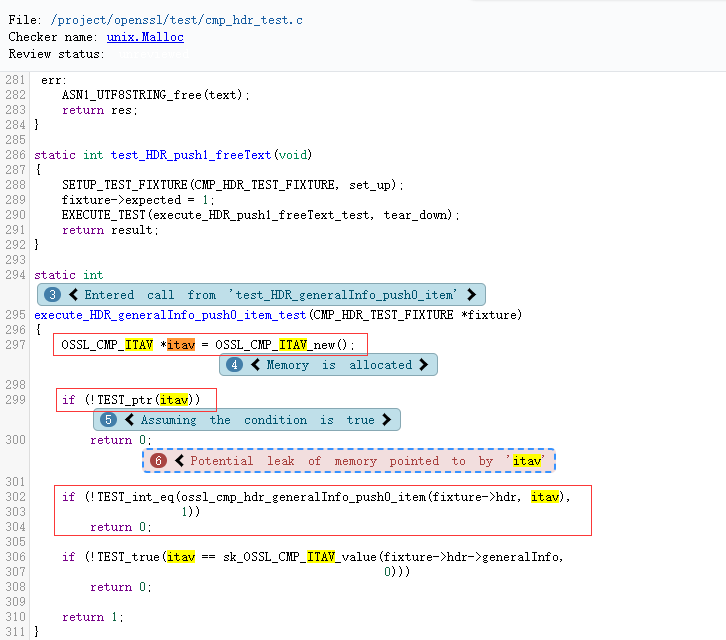 File: /project/openssl/test/cmp_hdr_test.c
Checker name: unix.Malloc
Review status:
281 err:
282 ASN1_UTF8STRING_free(text);
283 return res;
284 }
285
286 static int test_HDR_push1_freeText(void)
287 {
288 SETUP_TEST_FIXTURE(CMP_HDR_TEST_FIXTURE, set_up);
289 fixture->expected = 1;
290 EXECUTE_TEST(execute_HDR_push1_freeText_test, tear_down);
291 return result;
292 }
293
294 static int
3 Entered call from 'test_HDR_generalInfo_push0_item'
295 execute_HDR_generalInfo_push0_item_test(CMP_HDR_TEST_FIXTURE *fixture)
296 {
297 OSSL_CMP_ITAV *itav = OSSL_CMP_ITAV_new();
4 Memory is allocated
298
299 if (!TEST_ptr(itav))
5 Assuming the condition is true
300 return 0;
6 Potential leak of memory pointed to by 'itav'
301
302 if (!TEST_int_eq(ossl_cmp_hdr_generalInfo_push0_item(fixture->hdr, itav),
303 1))
304 return 0;
305
306 if (!TEST_true(itav == sk_OSSL_CMP_ITAV_value(fixture->hdr->generalInfo,
307 0)))
308 return 0;
309
310 return 1;
311 }